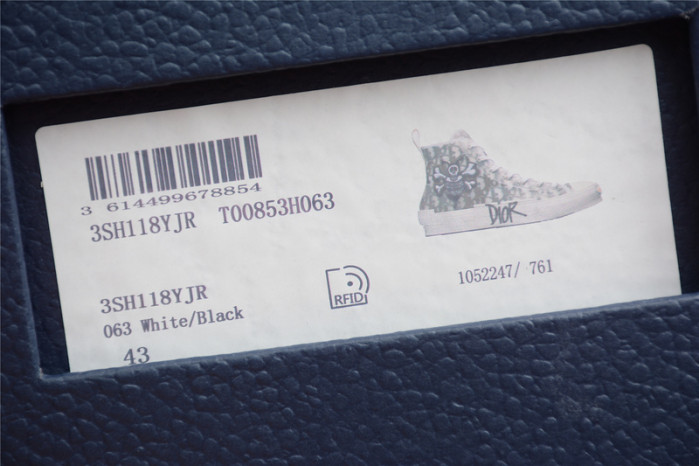 3 614499678854
3SH118YJR T00853H063
DIOR
3SH118YJR
063 White/Black
43
RFID
1052247/ 761